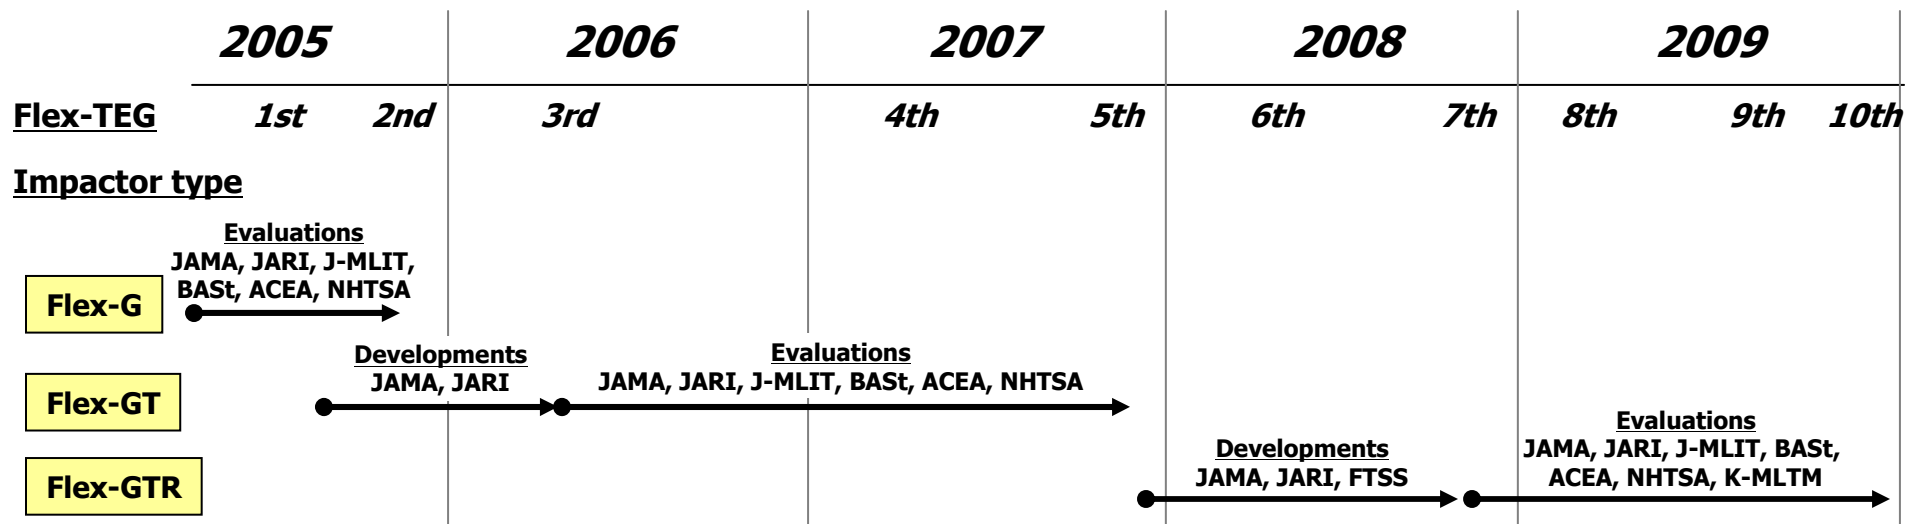 2005 2006 2007 2008 2009
Flex-TEG 1st 2nd 3rd 4th 5th 6th 7th 8th 9th 10th
Impactor type
Evaluations
JAMA, JARI, J-MLIT,
BASt, ACEA, NHTSA
Flex-G
Developments
JAMA, JARI
Evaluations
JAMA, JARI, J-MLIT, BASt, ACEA, NHTSA
Flex-GT
Developments
JAMA, JARI, FTSS
Evaluations
JAMA, JARI, J-MLIT, BASt,
ACEA, NHTSA, K-MLTM
Flex-GTR